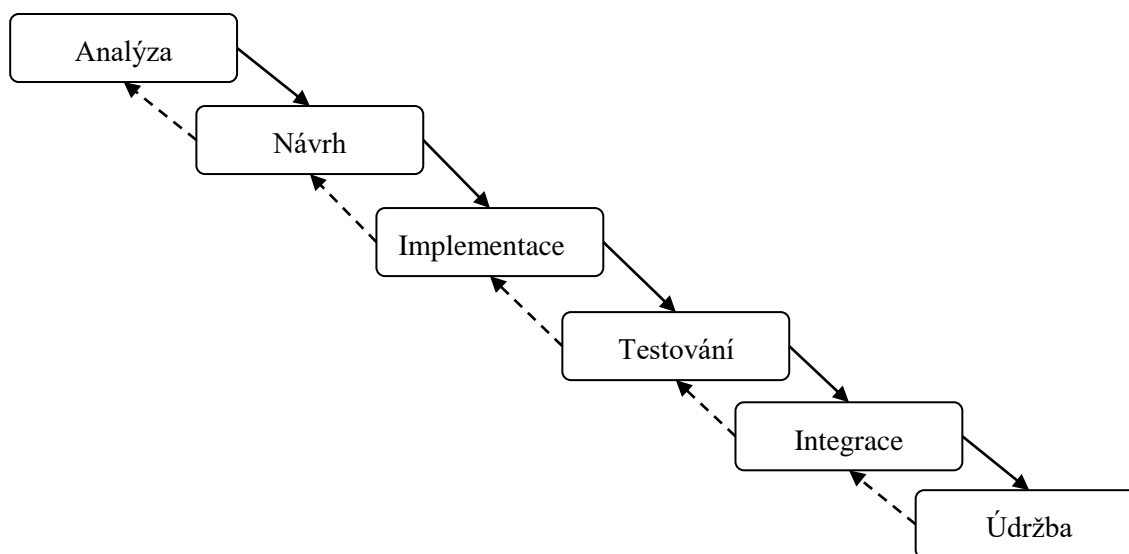 Analýza
Návrh
Implementace
Testování
Integrace
Údržba